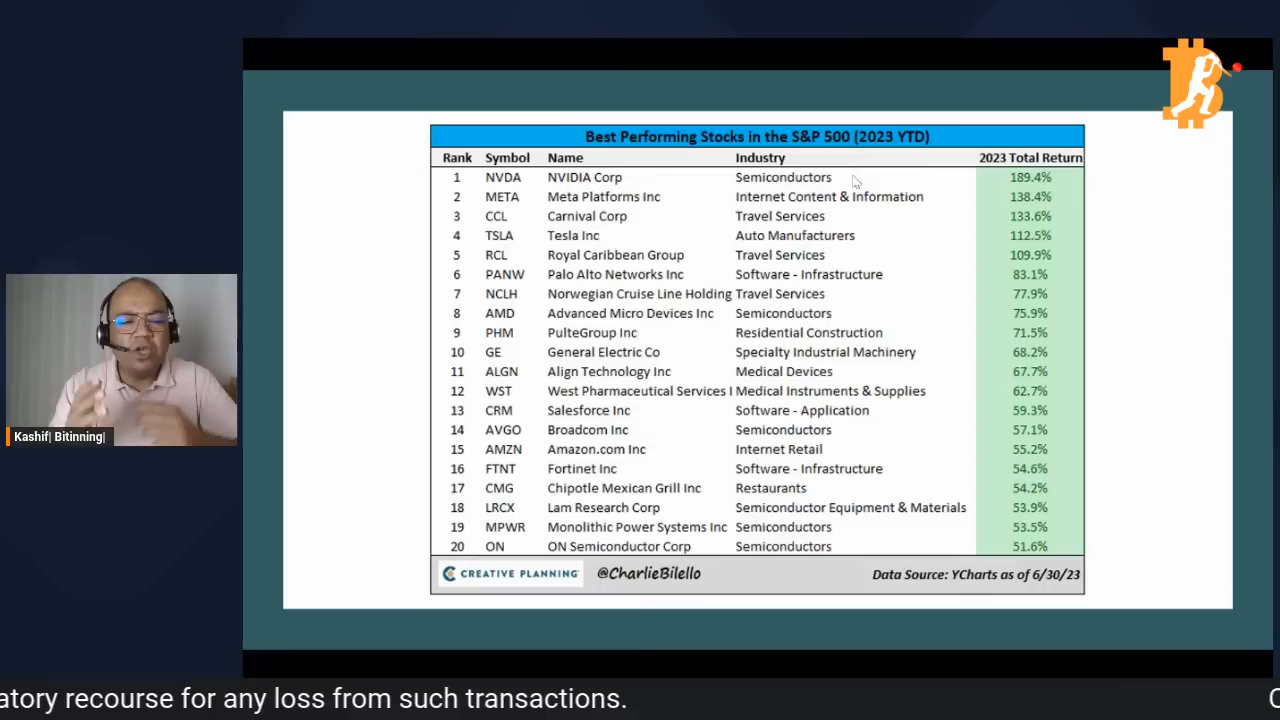 Best Performing Stocks in the S&P 500 (2023 YTD)
Rank Symbol Name Industry 2023 Total Return
1 NVDA NVIDIA Corp Semiconductors 189.4%
2 META Meta Platforms Inc Internet Content & Information 138.4%
3 CCL Carnival Corp Travel Services 133.6%
4 TSLA Tesla Inc Auto Manufacturers 112.5%
5 RCL Royal Caribbean Group Travel Services 109.9%
6 PANW Palo Alto Networks Inc Software - Infrastructure 83.1%
7 NCLH Norwegian Cruise Line Holding Travel Services 77.9%
8 AMD Advanced Micro Devices Inc Semiconductors 75.9%
9 PHM PulteGroup Inc Residential Construction 71.5%
10 GE General Electric Co Specialty Industrial Machinery 68.2%
11 ALGN Align Technology Inc Medical Devices 67.7%
12 WST West Pharmaceutical Services I Medical Instruments & Supplies 62.7%
13 CRM Salesforce Inc Software - Application 59.3%
14 AVGO Broadcom Inc Semiconductors 57.1%
15 AMZN Amazon.com Inc Internet Retail 55.2%
16 FTNT Fortinet Inc Software - Infrastructure 54.6%
17 CMG Chipotle Mexican Grill Inc Restaurants 54.2%
18 LRCX Lam Research Corp Semiconductor Equipment & Materials 53.9%
19 MPWR Monolithic Power Systems Inc Semiconductors 53.5%
20 ON ON Semiconductor Corp Semiconductors 51.6%
CREATIVE PLANNING @CharlieBilello Data Source: YCharts as of 6/30/23
Kashif| Bitinning|
atory recourse for any loss from such transactions.